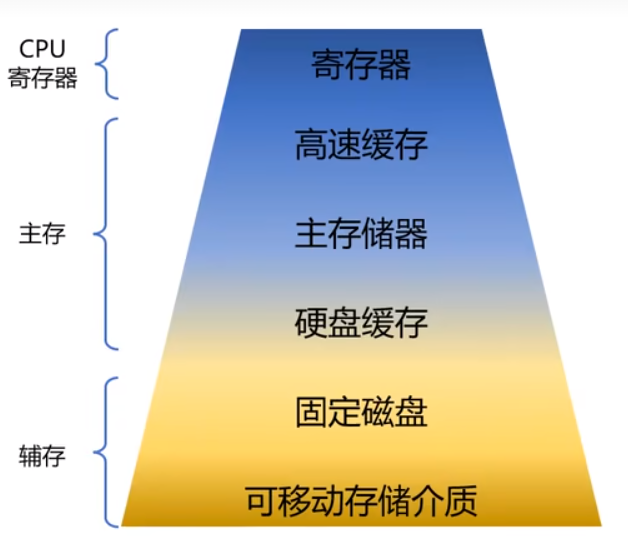 CPU
寄存器
寄存器
高速缓存
主存
主存储器
硬盘缓存
固定磁盘
辅存
可移动存储介质